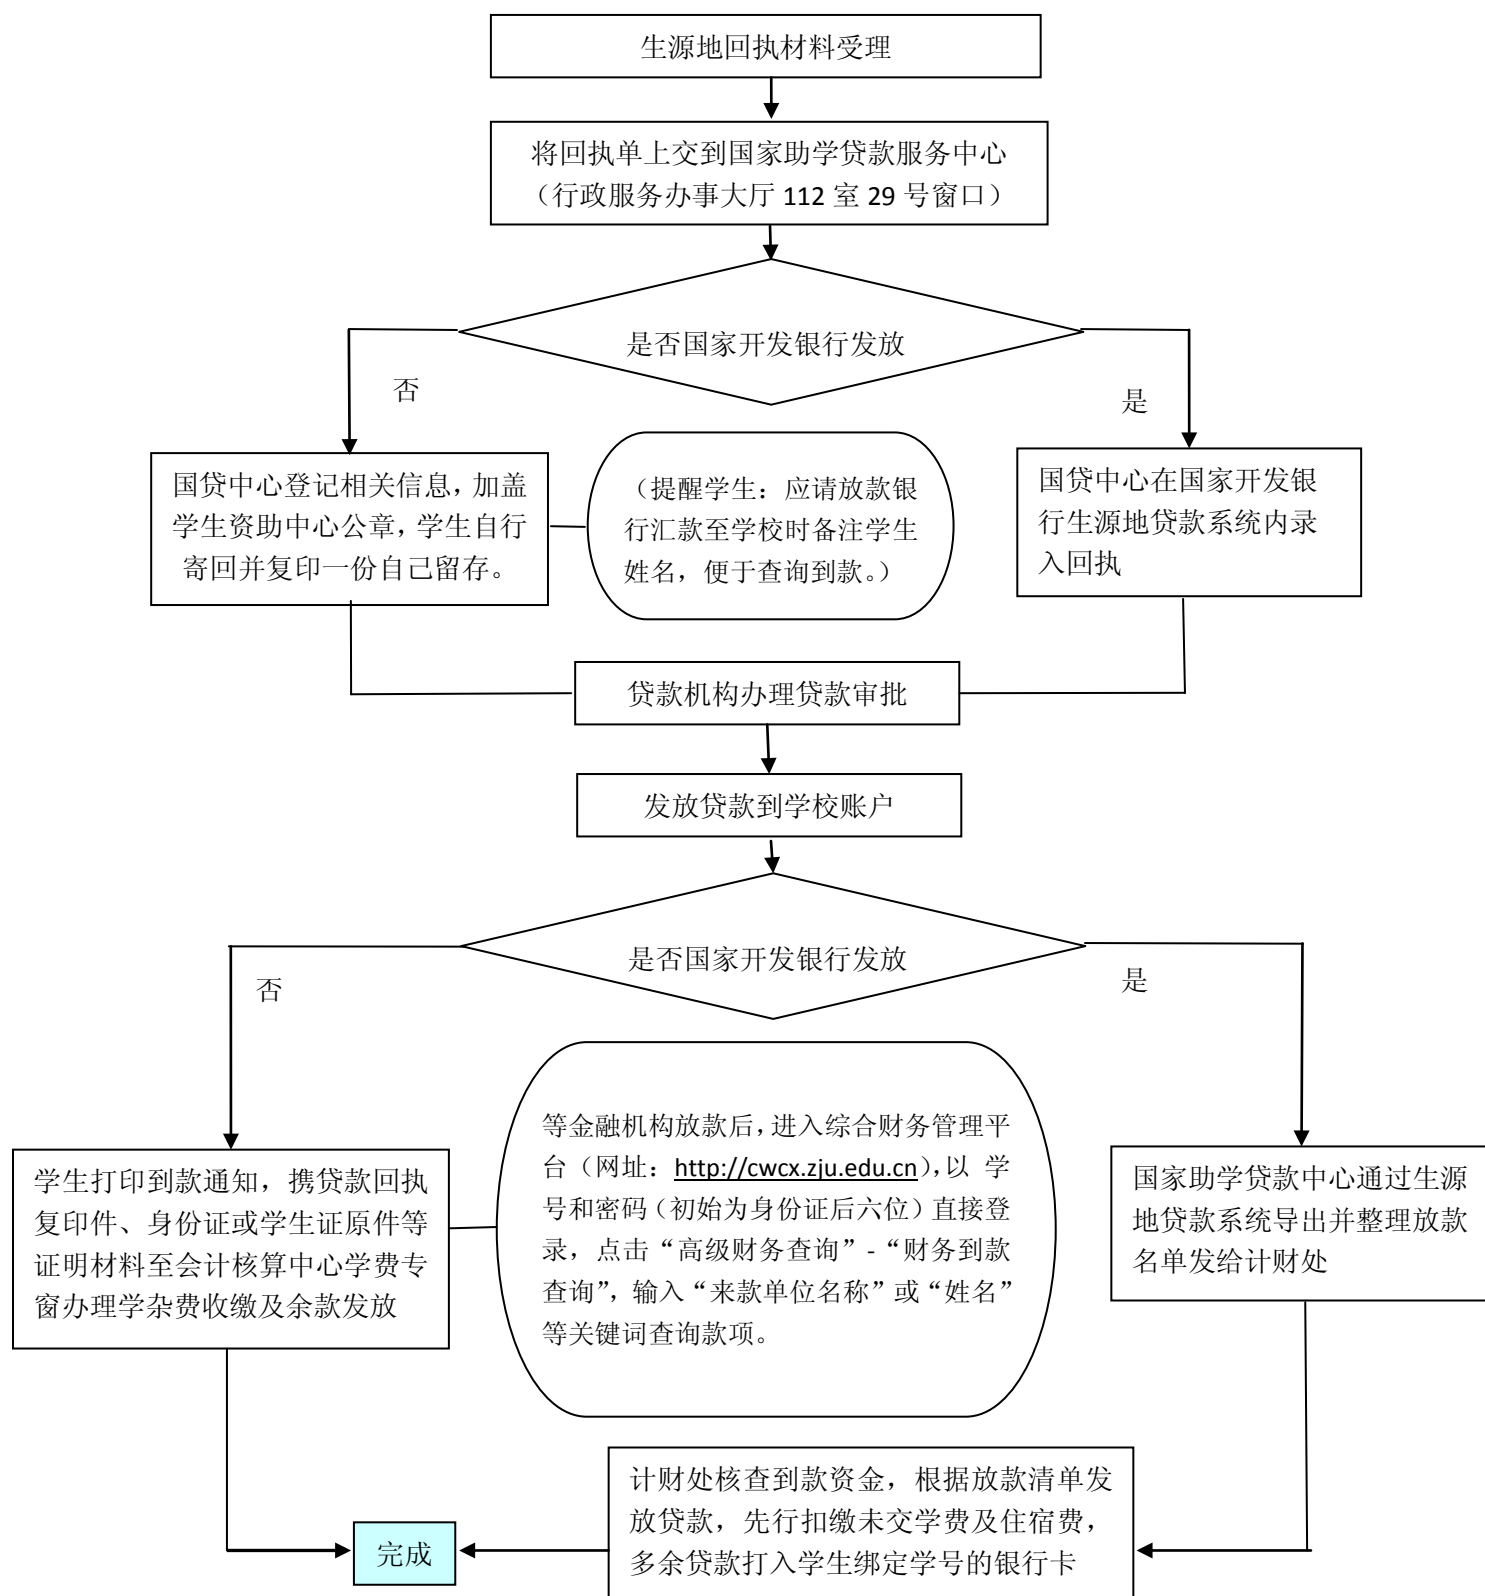 生源地回执材料受理
将回执单上交到国家助学贷款服务中心
（行政服务办事大厅 112 室 29 号窗口）
是否国家开发银行发放
否
是
国贷中心登记相关信息，加盖
学生资助中心公章，学生自行
寄回并复印一份自己留存。
（提醒学生：应请放款银
行汇款至学校时备注学生
姓名，便于查询到款。）
国贷中心在国家开发银
行生源地贷款系统内录
入回执
贷款机构办理贷款审批
发放贷款到学校账户
是否国家开发银行发放
否
是
学生打印到款通知，携贷款回执
复印件、身份证或学生证原件等
证明材料至会计核算中心学费专
窗办理学杂费收缴及余款发放
等金融机构放款后，进入综合财务管理平
台（网址：http://cwcx.zju.edu.cn），以 学
号和密码（初始为身份证后六位）直接登
录，点击“高级财务查询”-“财务到款
查询”，输入“来款单位名称”或“姓名”
等关键词查询款项。
国家助学贷款中心通过生源
地贷款系统导出并整理放款
名单发给计财处
计财处核查到款资金，根据放款清单发
放贷款，先行扣缴未交学费及住宿费，
多余贷款打入学生绑定学号的银行卡
完成